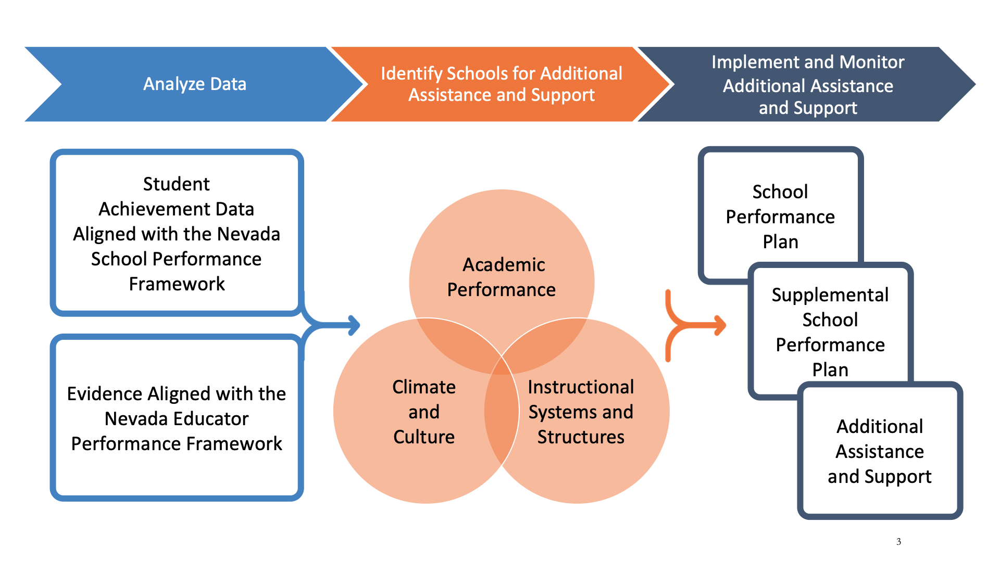 Analyze Data
Identify Schools for Additional
Assistance and Support
Implement and Monitor
Additional Assistance
and Support
Student
Achievement Data
Aligned with the Nevada
School Performance
Framework
Evidence Aligned with the
Nevada Educator
Performance Framework
Academic
Performance
Climate
and
Culture
Instructional
Systems and
Structures
School
Performance
Plan
Supplemental
School
Performance
Plan
Additional
Assistance
and Support
3